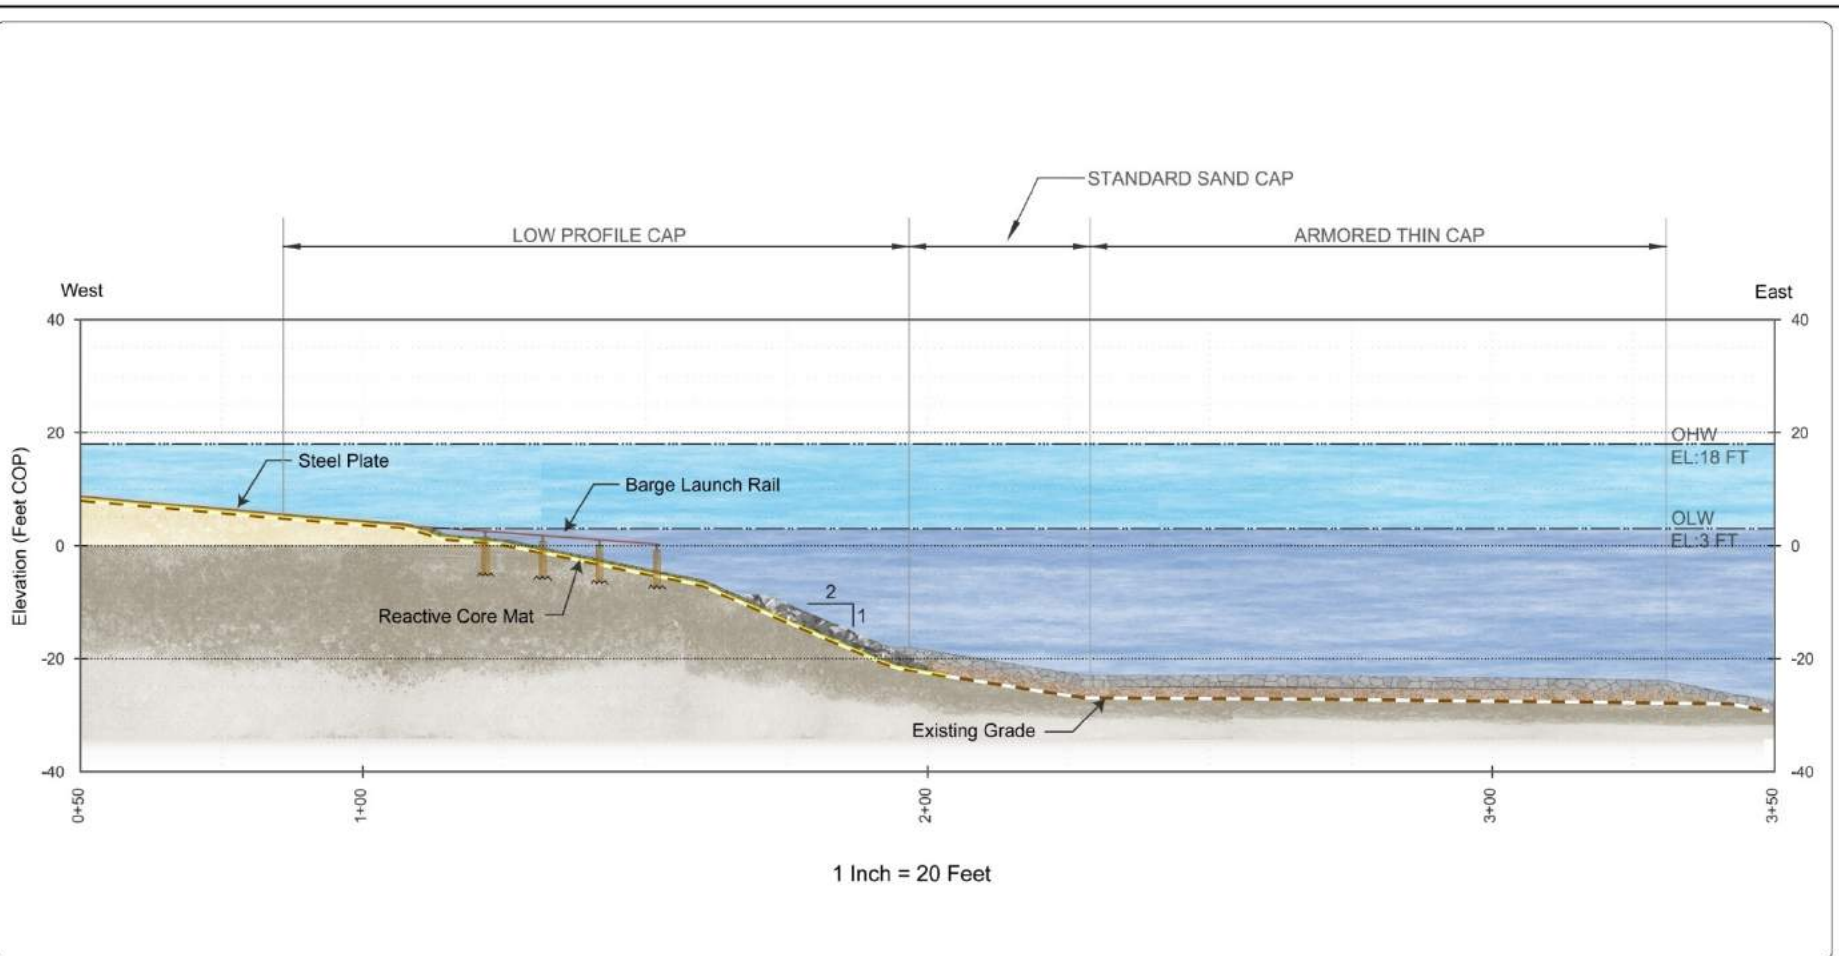 STANDARD SAND CAP
LOW PROFILE CAP
ARMORED THIN CAP
West
East
40
40
20
20
OHW
EL:18 FT
Steel Plate
Barge Launch Rail
OLW
EL:3 FT
0
0
Elevation (Feet COP)
2
1
Reactive Core Mat
-20
-20
Existing Grade
-40
-40
0+50
1+00
2+00
3+00
3+50
1 Inch = 20 Feet